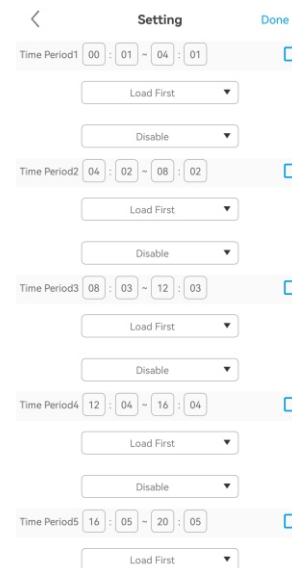 Setting Done
Time Period1 00 : 01 ~ 04 : 01
Load First
Disable
Time Period2 04 : 02 ~ 08 : 02
Load First
Disable
Time Period3 08 : 03 ~ 12 : 03
Load First
Disable
Time Period4 12 : 04 ~ 16 : 04
Load First
Disable
Time Period5 16 : 05 ~ 20 : 05
Load First